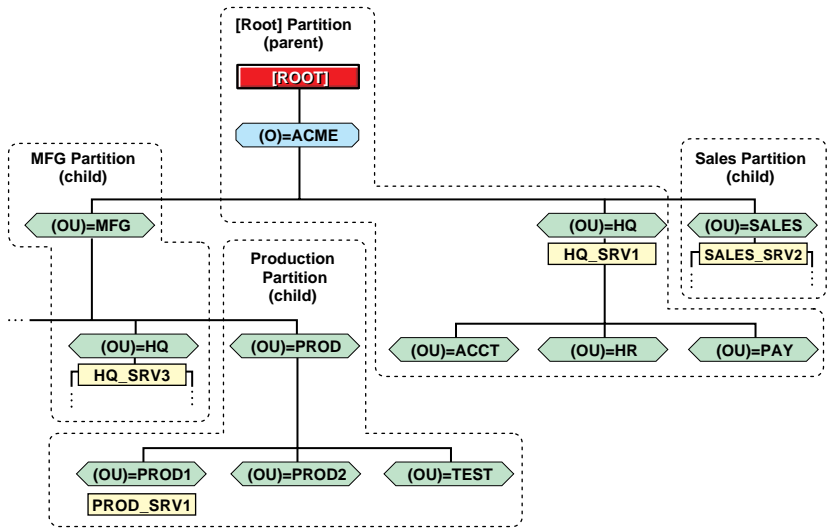 [Root] Partition
(parent)
[ROOT]
(O)=ACME
MFG Partition
(child)
Sales Partition
(child)
(OU)=MFG
(OU)=HQ
(OU)=SALES
HQ_SRV1
SALES_SRV2
Production
Partition
(child)
(OU)=HQ
(OU)=PROD
(OU)=ACCT
(OU)=HR
(OU)=PAY
HQ_SRV3
(OU)=PROD1
(OU)=PROD2
(OU)=TEST
PROD_SRV1